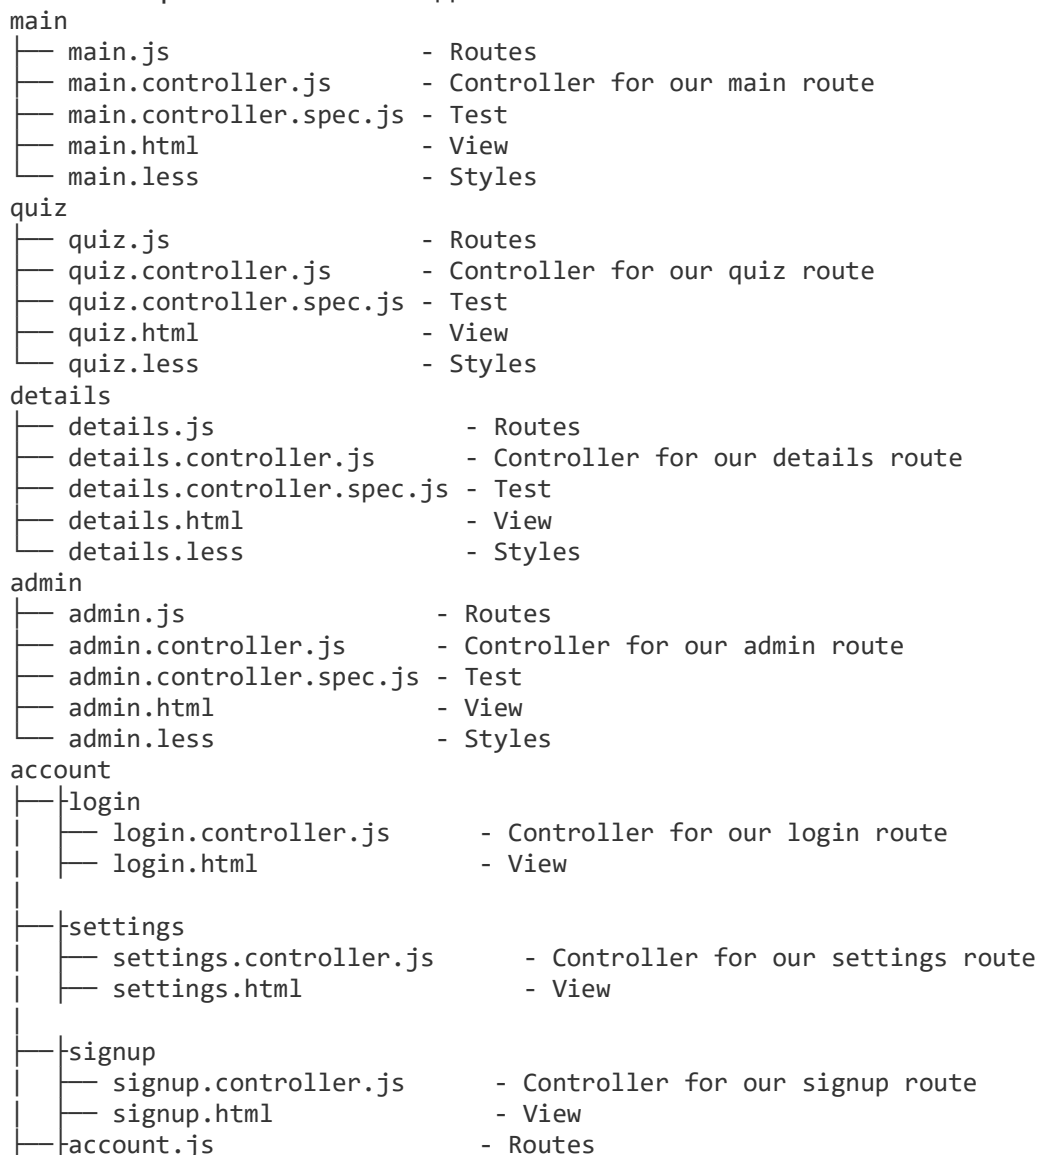 main
├── main.js                 - Routes
├── main.controller.js      - Controller for our main route
├── main.controller.spec.js - Test
├── main.html               - View
└── main.less               - Styles
quiz
├── quiz.js                 - Routes
├── quiz.controller.js      - Controller for our quiz route
├── quiz.controller.spec.js - Test
├── quiz.html               - View
└── quiz.less               - Styles
details
├── details.js                 - Routes
├── details.controller.js      - Controller for our details route
├── details.controller.spec.js - Test
├── details.html               - View
└── details.less               - Styles
admin
├── admin.js                 - Routes
├── admin.controller.js      - Controller for our admin route
├── admin.controller.spec.js - Test
├── admin.html               - View
└── admin.less               - Styles
account
├──├login
|   ├── login.controller.js      - Controller for our login route
|   ├── login.html               - View
|
├──├settings
|   ├── settings.controller.js      - Controller for our settings route
|   ├── settings.html               - View
|
├──├signup
|   ├── signup.controller.js      - Controller for our signup route
|   ├── signup.html               - View
├──├account.js                  - Routes